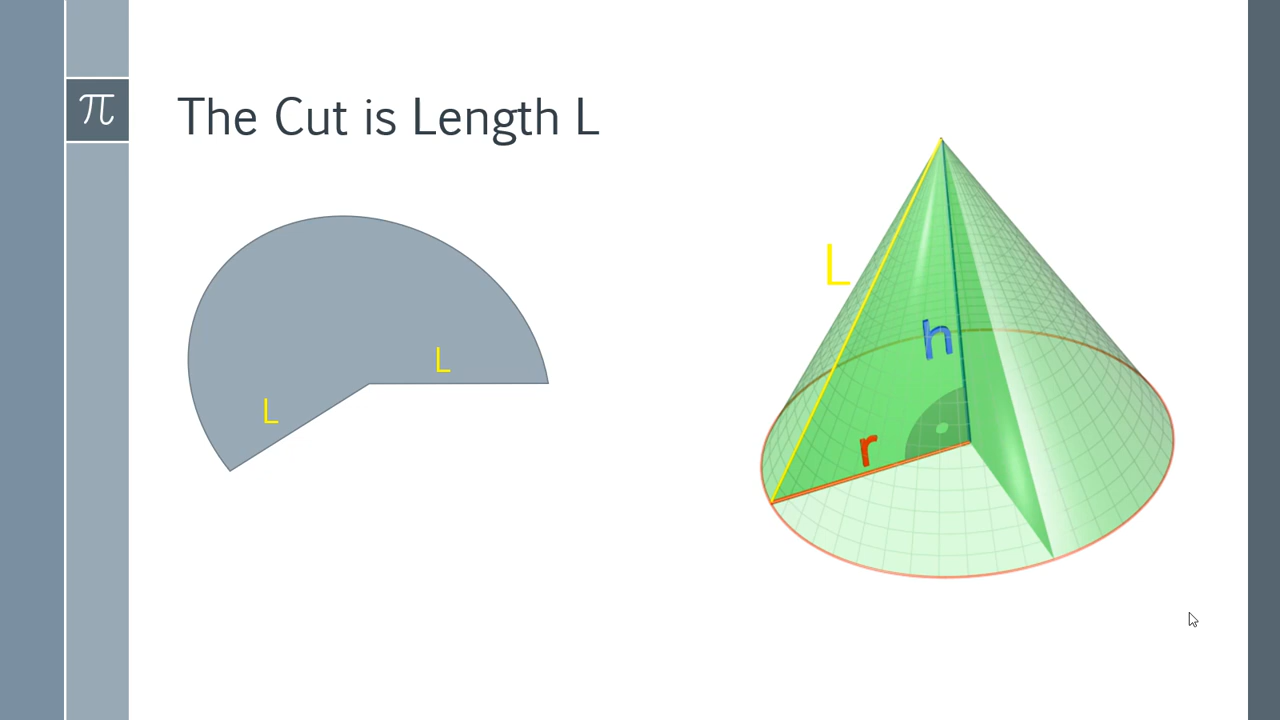 π
The Cut is Length L
L
L
L
h
r